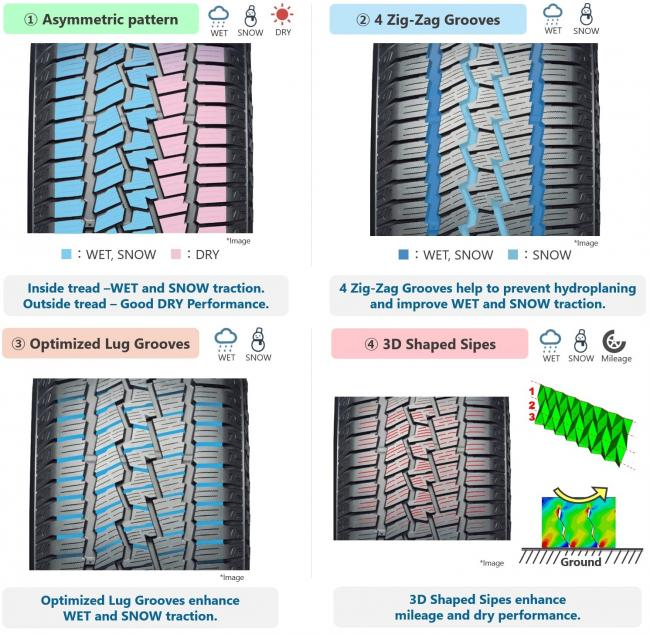 ① Asymmetric pattern
WET SNOW DRY
*Image
: WET, SNOW : DRY
Inside tread –WET and SNOW traction.
Outside tread – Good DRY Performance.
② 4 Zig-Zag Grooves
WET SNOW
*Image
: WET, SNOW : SNOW
4 Zig-Zag Grooves help to prevent hydroplaning
and improve WET and SNOW traction.
③ Optimized Lug Grooves
WET SNOW
*Image
Optimized Lug Grooves enhance
WET and SNOW traction.
④ 3D Shaped Sipes
WET SNOW Mileage
1
2
3
*Image
Ground
3D Shaped Sipes enhance
mileage and dry performance.